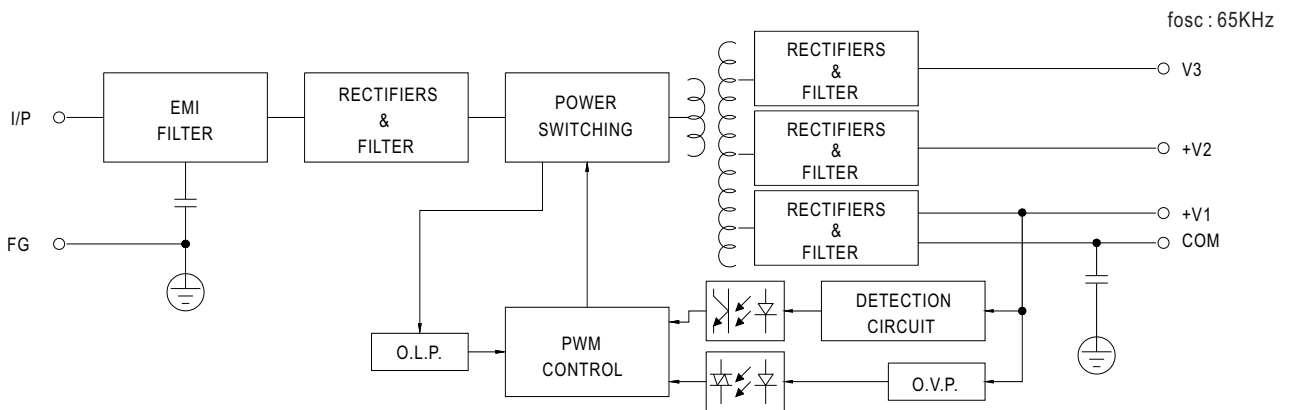 fosc : 65KHz
RECTIFIERS
&
FILTER
V3
EMI
FILTER
RECTIFIERS
&
FILTER
POWER
SWITCHING
I/P
RECTIFIERS
&
FILTER
+V2
RECTIFIERS
&
FILTER
+V1
COM
FG
DETECTION
CIRCUIT
O.L.P.
PWM
CONTROL
O.V.P.